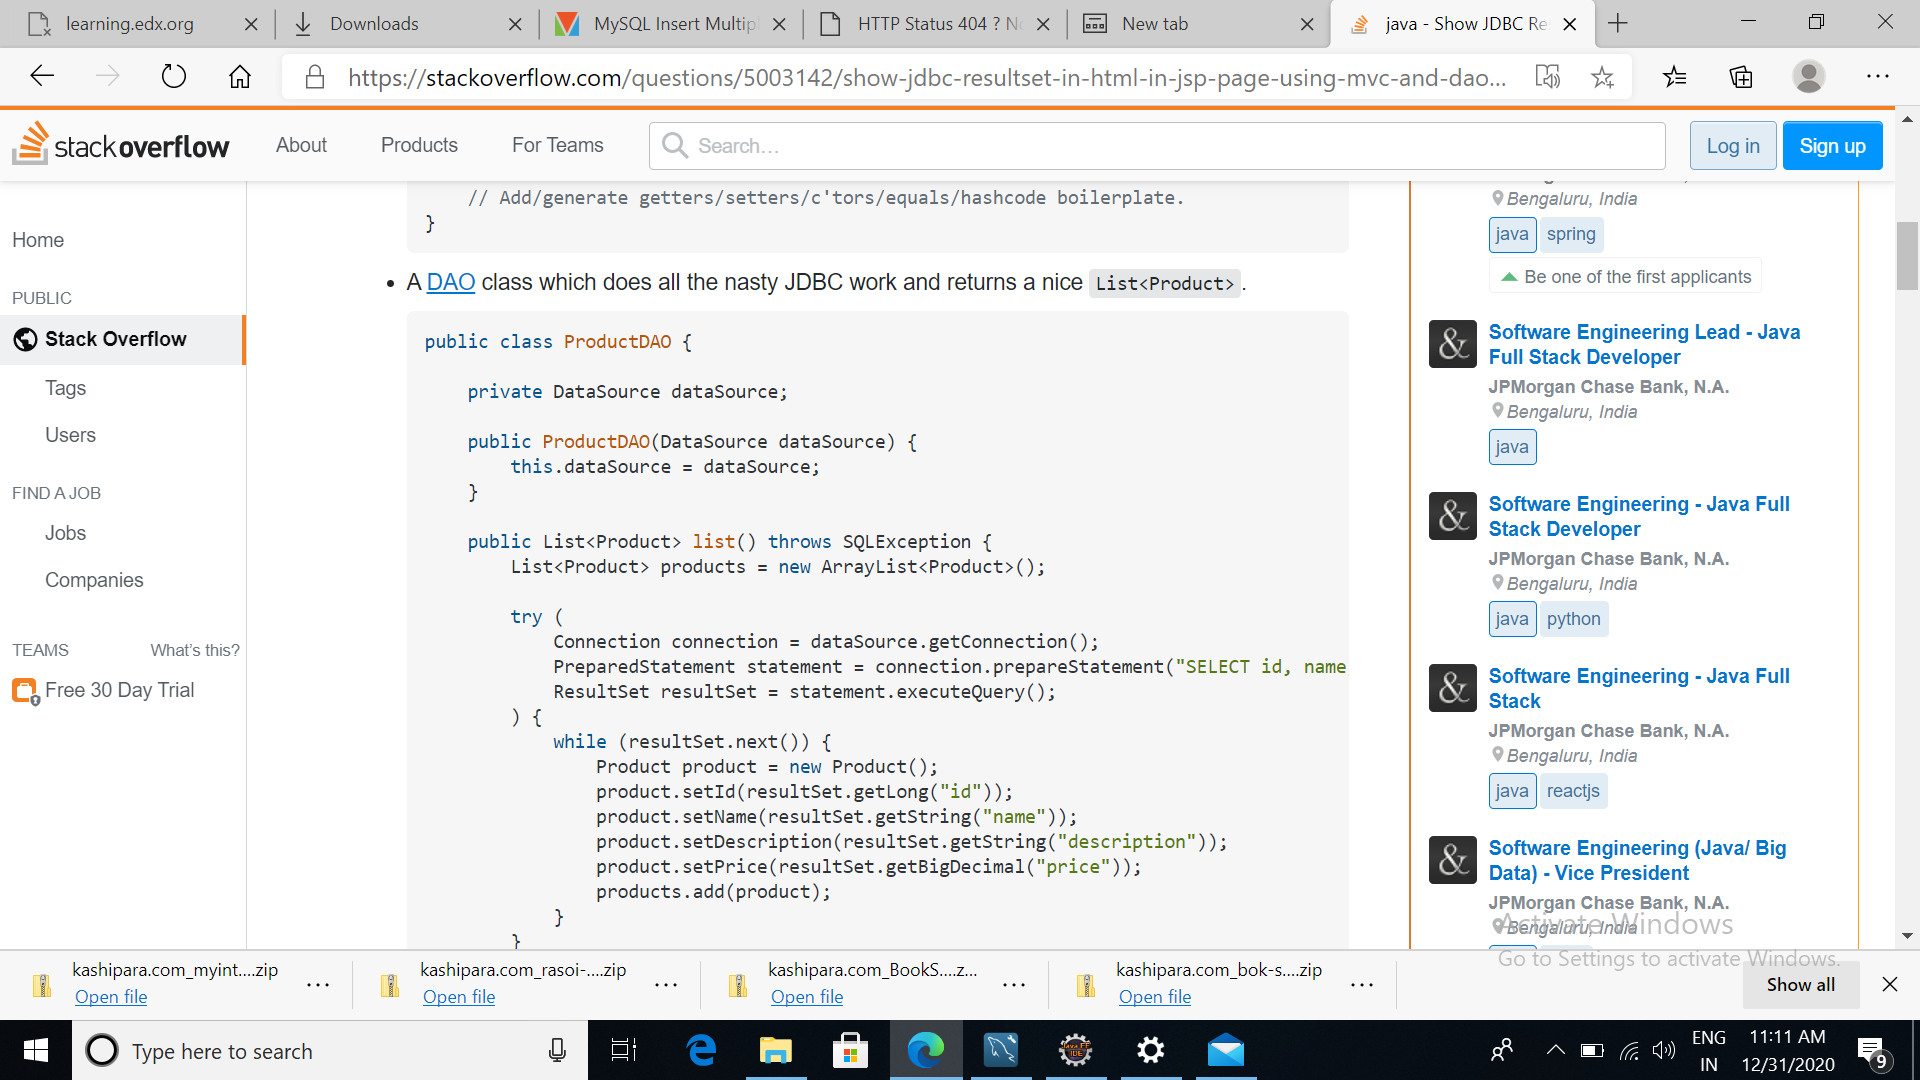 learning.edx.org
Downloads
MySQL Insert Multip
HTTP Status 404 ? N
New tab
java - Show JDBC Re
https://stackoverflow.com/questions/5003142/show-jdbc-resultset-in-html-in-jsp-page-using-mvc-and-dao...
stackoverflow
About
Products
For Teams
Search...
Log in
Sign up
Home
PUBLIC
Stack Overflow
Tags
Users
FIND A JOB
Jobs
Companies
TEAMS
What's this?
Free 30 Day Trial
// Add/generate getters/setters/c'tors/equals/hashcode boilerplate.
}
• A DAO class which does all the nasty JDBC work and returns a nice List<Product>.
public class ProductDAO {
private DataSource dataSource;
public ProductDAO(DataSource dataSource) {
this.dataSource = dataSource;
}
public List<Product> list() throws SQLException {
List<Product> products = new ArrayList<Product>();
try (
Connection connection = dataSource.getConnection();
PreparedStatement statement = connection.prepareStatement("SELECT id, name
ResultSet resultSet = statement.executeQuery();
) {
while (resultSet.next()) {
Product product = new Product();
product.setId(resultSet.getLong("id"));
product.setName(resultSet.getString("name"));
product.setDescription(resultSet.getString("description"));
product.setPrice(resultSet.getBigDecimal("price"));
products.add(product);
}
}
Bengaluru, India
java spring
Be one of the first applicants
Software Engineering Lead - Java
Full Stack Developer
JPMorgan Chase Bank, N.A.
Bengaluru, India
java
Software Engineering - Java Full
Stack Developer
JPMorgan Chase Bank, N.A.
Bengaluru, India
java python
Software Engineering - Java Full
Stack
JPMorgan Chase Bank, N.A.
Bengaluru, India
java reactjs
Software Engineering (Java/ Big
Data) - Vice President
JPMorgan Chase Bank, N.A.
Bengaluru, India
Activate Windows
Go to Settings to activate Windows.
kashipara.com_myint....zip
Open file
kashipara.com_rasoi-....zip
Open file
kashipara.com_BookS....z...
Open file
kashipara.com_bok-s....zip
Open file
Show all
Type here to search
ENG
IN
11:11 AM
12/31/2020
9